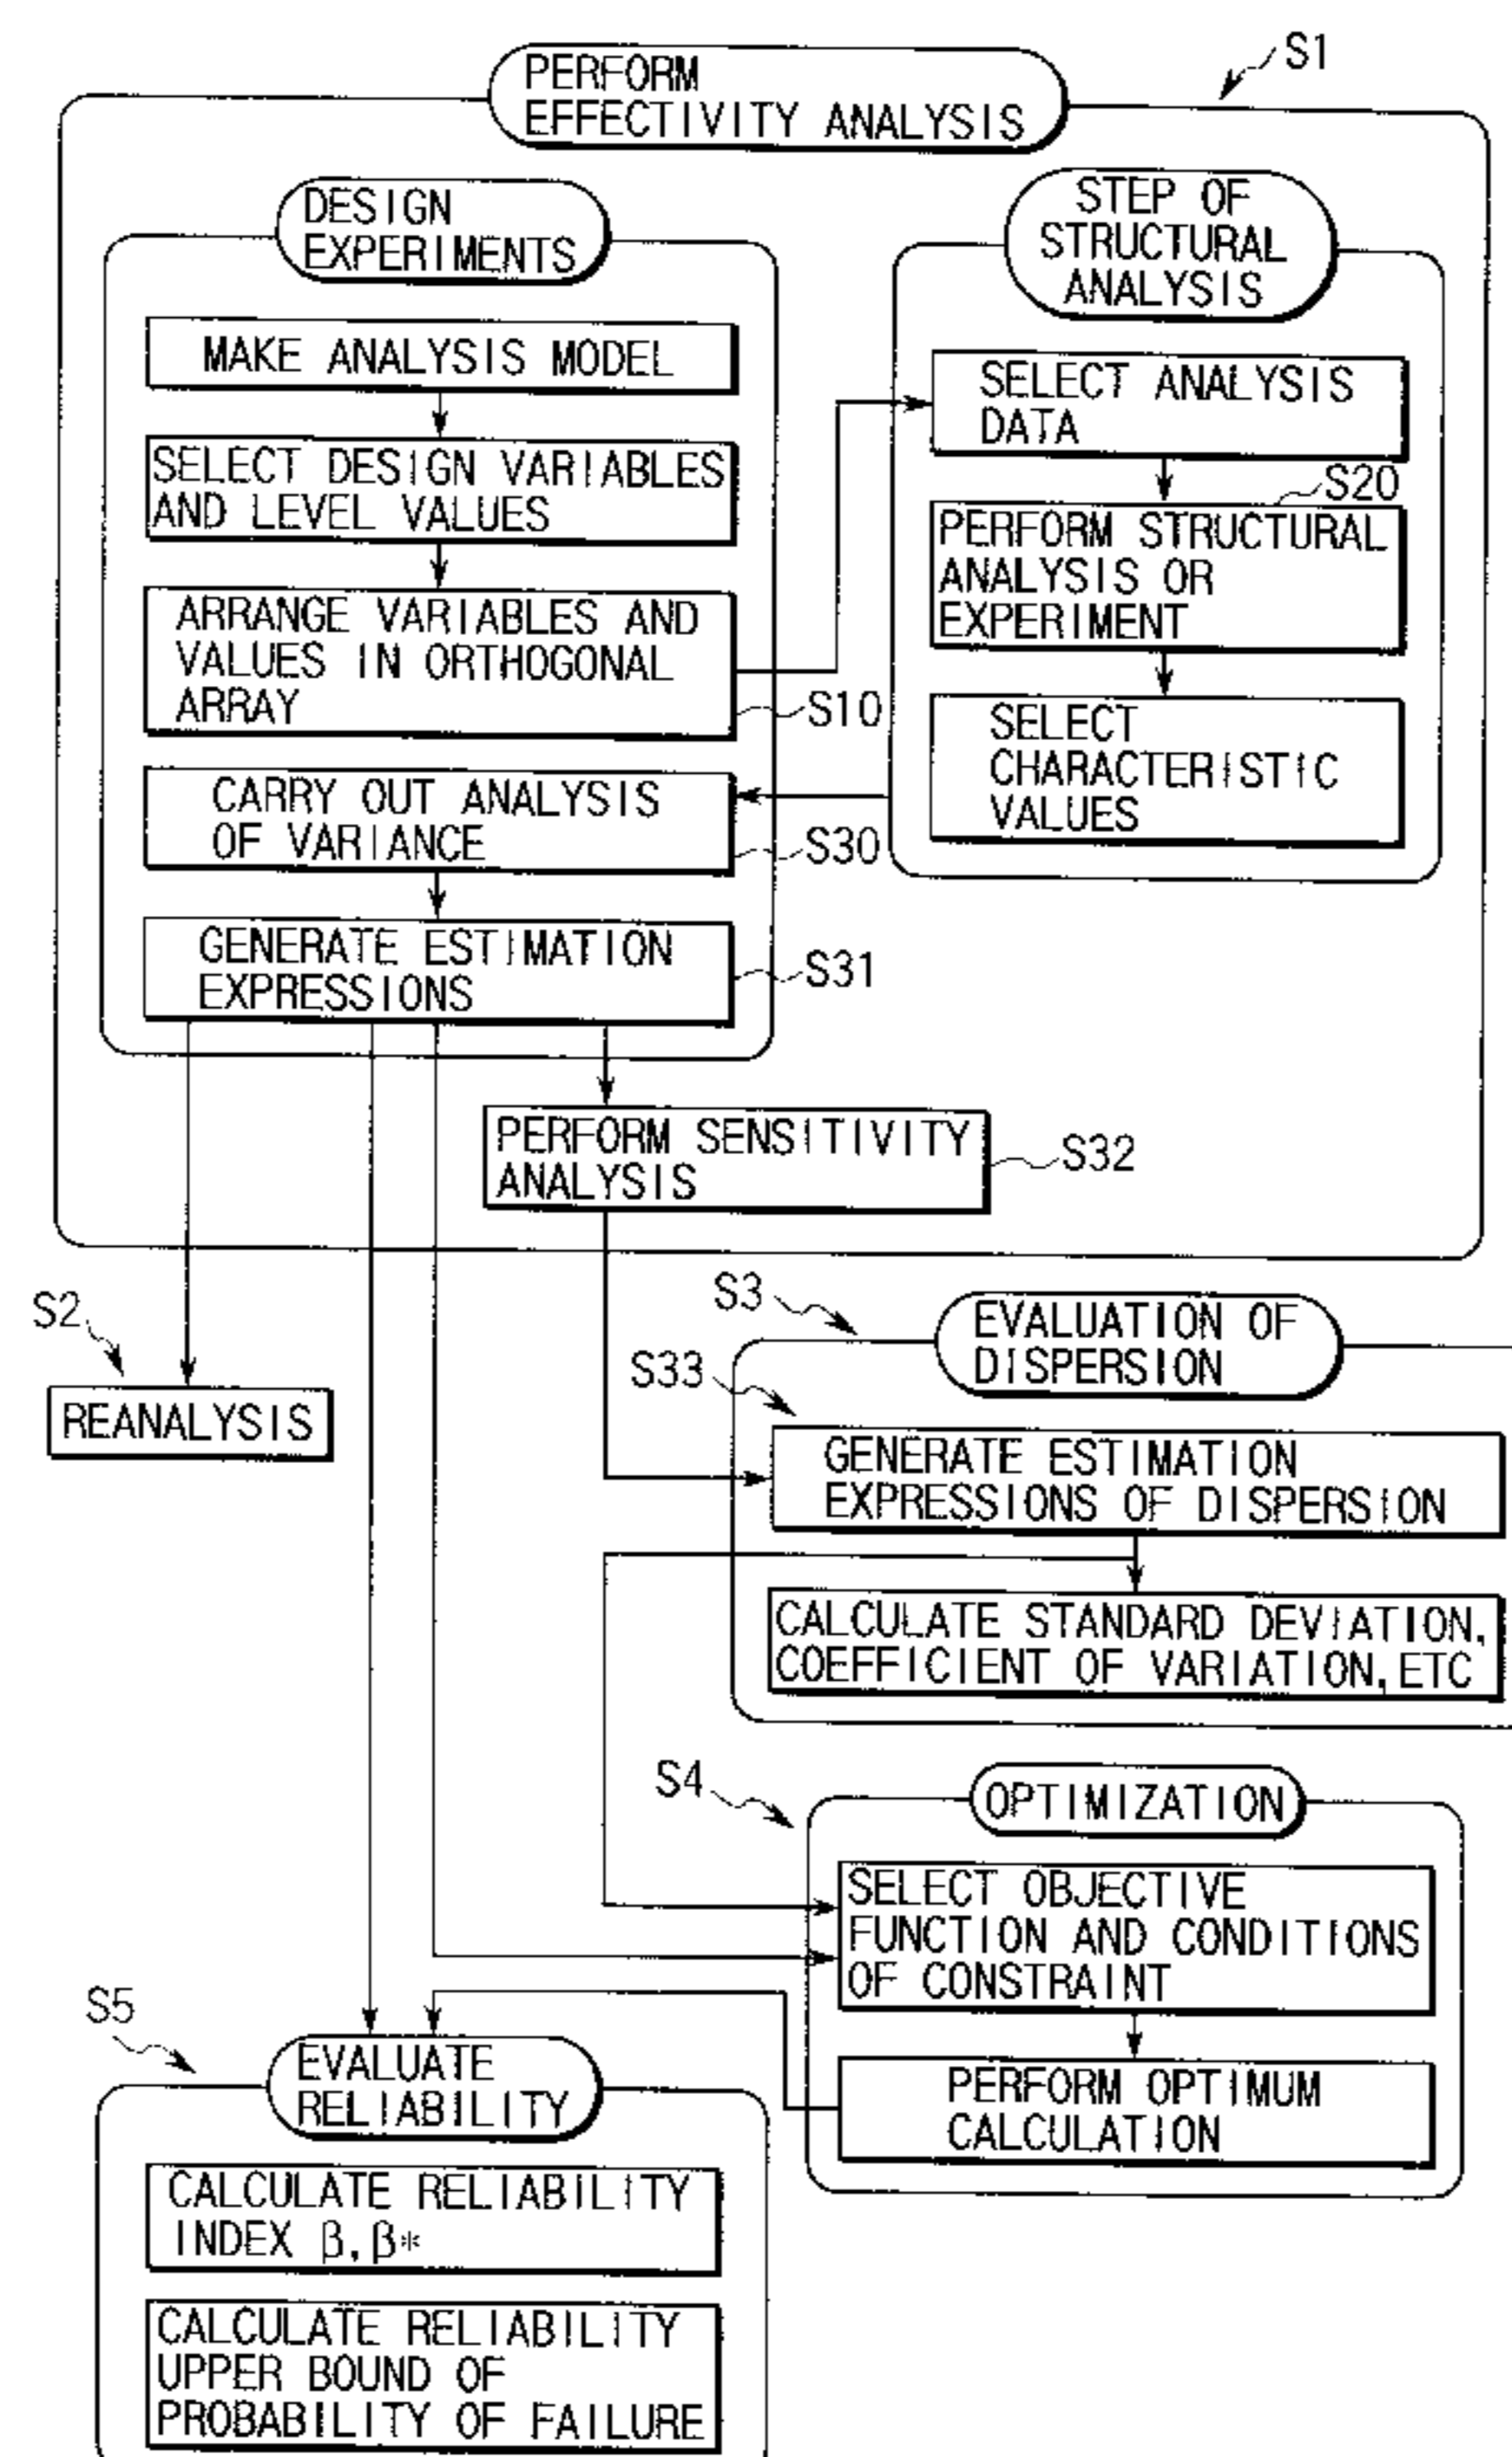 PERFORM
EFFECTIVITY ANALYSIS
S1
DESIGN
EXPERIMENTS
MAKE ANALYSIS MODEL
SELECT DESIGN VARIABLES
AND LEVEL VALUES
ARRANGE VARIABLES AND
VALUES IN ORTHOGONAL
ARRAY
S10
CARRY OUT ANALYSIS
OF VARIANCE
S30
GENERATE ESTIMATION
EXPRESSIONS
S31
STEP OF
STRUCTURAL
ANALYSIS
SELECT ANALYSIS
DATA
S20
PERFORM STRUCTURAL
ANALYSIS OR
EXPERIMENT
SELECT
CHARACTERISTIC
VALUES
PERFORM SENSITIVITY
ANALYSIS
S32
S2
REANALYSIS
S3
EVALUATION OF
DISPERSION
S33
GENERATE ESTIMATION
EXPRESSIONS OF DISPERSION
CALCULATE STANDARD DEVIATION,
COEFFICIENT OF VARIATION, ETC
S4
OPTIMIZATION
SELECT OBJECTIVE
FUNCTION AND CONDITIONS
OF CONSTRAINT
PERFORM OPTIMUM
CALCULATION
S5
EVALUATE
RELIABILITY
CALCULATE RELIABILITY
INDEX β, β*
CALCULATE RELIABILITY
UPPER BOUND OF
PROBABILITY OF FAILURE